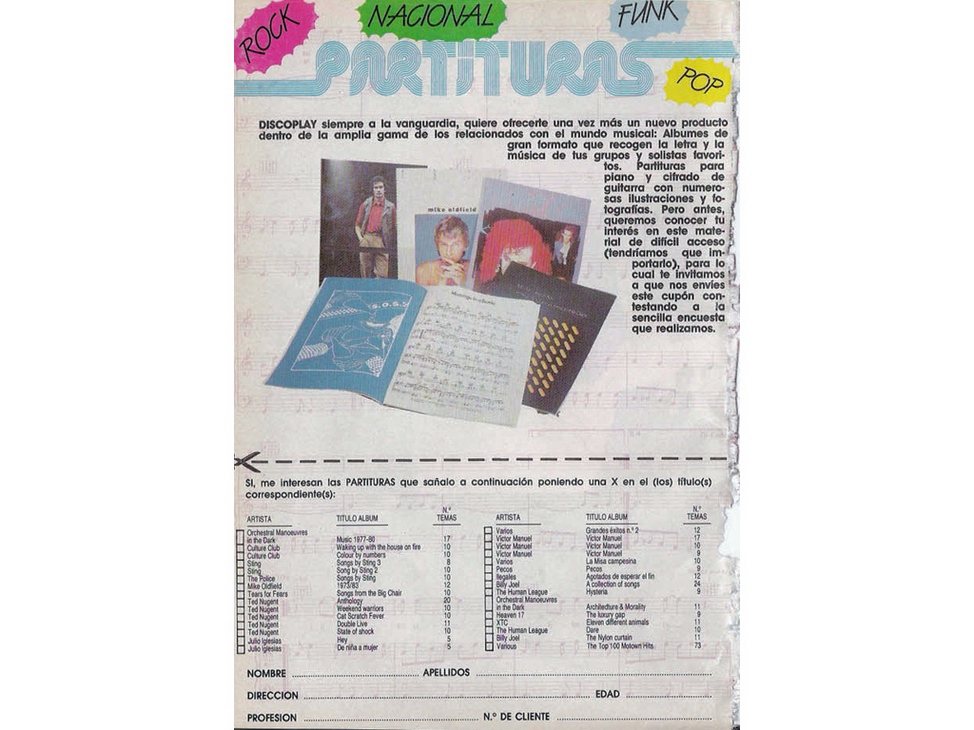 ROCK
NACIONAL
FUNK
PARTITURAS
POP
DISCOPLAY siempre a la vanguardia, quiere ofrecerte una vez más un nuevo producto
dentro de la amplia gama de los relacionados con el mundo musical: Albumes de
gran formato que recogen la letra y la
música de tus grupos y solistas favori-
tos. Partituras para
piano y cifrado de
guitarra con numero-
sas ilustraciones y fo-
tografías. Pero antes,
queremos conocer tu
interés en este mate-
rial de difícil acceso
(tendríamos que im-
portarlo), para lo
cual te invitamos
a que nos envíes
este cupón con-
testando a la
sencilla encuesta
que realizamos.
mike oldfield
S.O.S.
SI, me interesan las PARTITURAS que sañalo a continuación poniendo una X en el (los) título(s)
correspondiente(s):
ARTISTA TITULO ALBUM N.º TEMAS
Orchestral Manoeuvres
in the Dark Music 1977-80 17
Culture Club Waking up with the house on fire 10
Culture Club Colour by numbers 10
Sting Songs by Sting 3 8
Sting Song by Sting 2 10
The Police Songs by Sting 10
Mike Oldfield 1973/83 12
Tears for Fears Songs from the Big Chair 10
Ted Nugent Anthology 20
Ted Nugent Weekend warriors 10
Ted Nugent Cat Scratch Fever 10
Ted Nugent Double Live 11
Ted Nugent State of shock 10
Julio Iglesias Hey 5
Julio Iglesias De niña a mujer 5
ARTISTA TITULO ALBUM N.º TEMAS
Varios Grandes éxitos n.º 2 12
Víctor Manuel Víctor Manuel 17
Víctor Manuel Víctor Manuel 10
Víctor Manuel Víctor Manuel 9
Varios La Misa campesina 10
Pecos Pecos 9
Ilegales Agotados de esperar el fin 12
Billy Joel A collection of songs 24
The Human League Hysteria 9
Orchestral Manoeuvres
in the Dark Architecture & Morality 11
Heaven 17 The luxury gap 9
XTC Eleven different animals 11
The Human League Dare 10
Billy Joel The Nylon curtain 11
Various The Top 100 Motown Hits 73
NOMBRE APELLIDOS
DIRECCION EDAD
PROFESION N.º DE CLIENTE